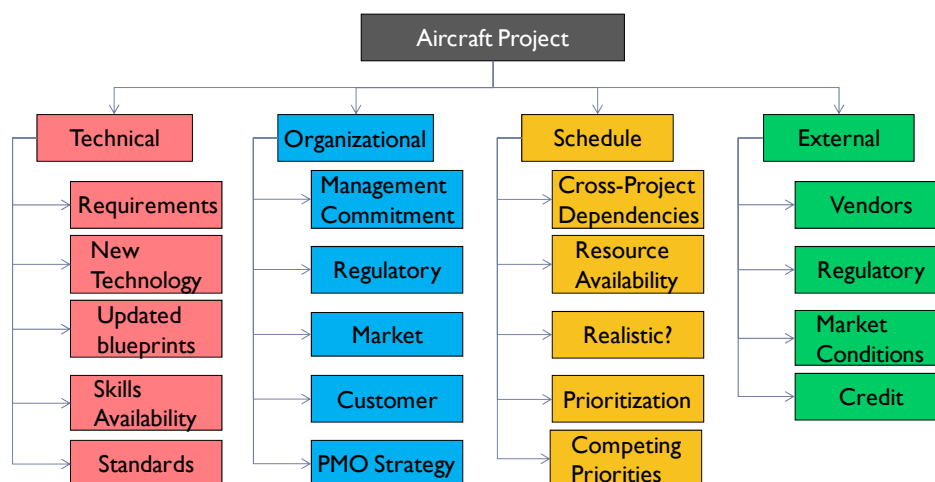 Aircraft Project
Technical
Requirements
New
Technology
Updated
blueprints
Skills
Availability
Standards
Organizational
Management
Commitment
Regulatory
Market
Customer
PMO Strategy
Schedule
Cross-Project
Dependencies
Resource
Availability
Realistic?
Prioritization
Competing
Priorities
External
Vendors
Regulatory
Market
Conditions
Credit